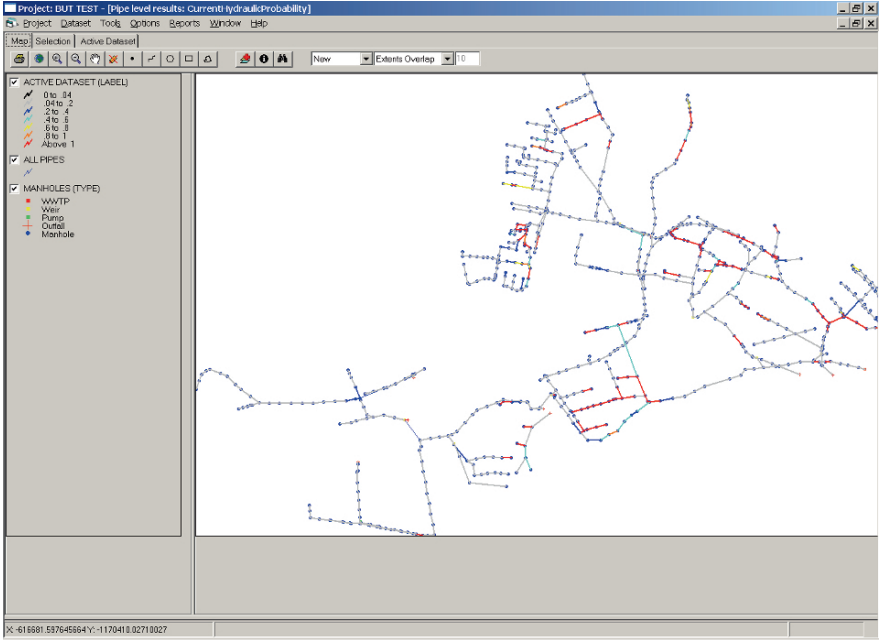 Project: BUT TEST - [Pipe level results: CurrentHydraulicProbability]
Project Dataset Tools Options Reports Window Help
Map Selection Active Dataset
New Extents Overlap 10
ACTIVE DATASET (LABEL)
0 to .04
.04 to .2
.2 to .4
.4 to .6
.6 to .8
.8 to 1
Above 1
ALL PIPES
MANHOLES (TYPE)
WWTP
Weir
Pump
Outfall
Manhole
X: -616681.597645664 Y: -1170410.02710027